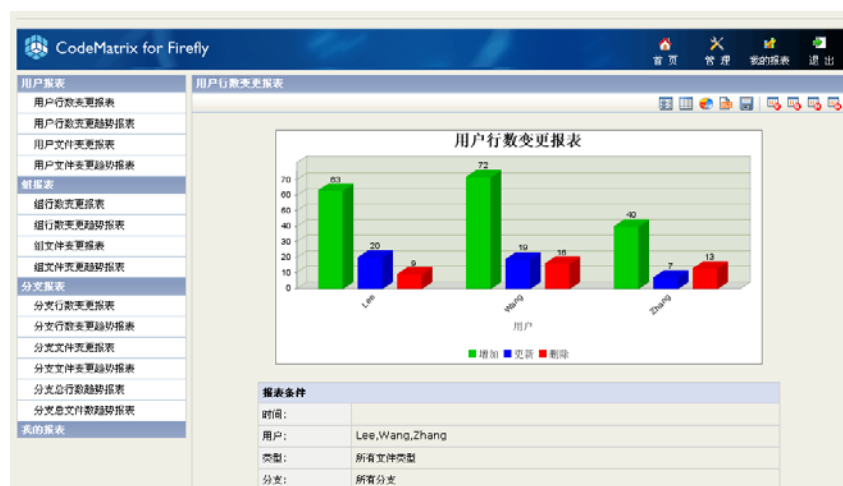 CodeMatrix for Firefly
首 页
管 理
我的报表
退 出
用户报表
用户行数变更报表
用户行数变更趋势报表
用户文件变更报表
用户文件变更趋势报表
组报表
组行数变更报表
组行数变更趋势报表
组文件变更报表
组文件变更趋势报表
分支报表
分支行数变更报表
分支行数变更趋势报表
分支文件变更报表
分支文件变更趋势报表
分支总行数趋势报表
分支总文件数趋势报表
我的报表
用户行数变更报表
用户行数变更报表
70
60
50
40
30
20
10
0
63
20
9
72
19
16
40
7
13
Lee
Wang
Zhang
用户
增加 更新 删除
报表条件
时间:
用户: Lee,Wang,Zhang
类型: 所有文件类型
分支: 所有分支